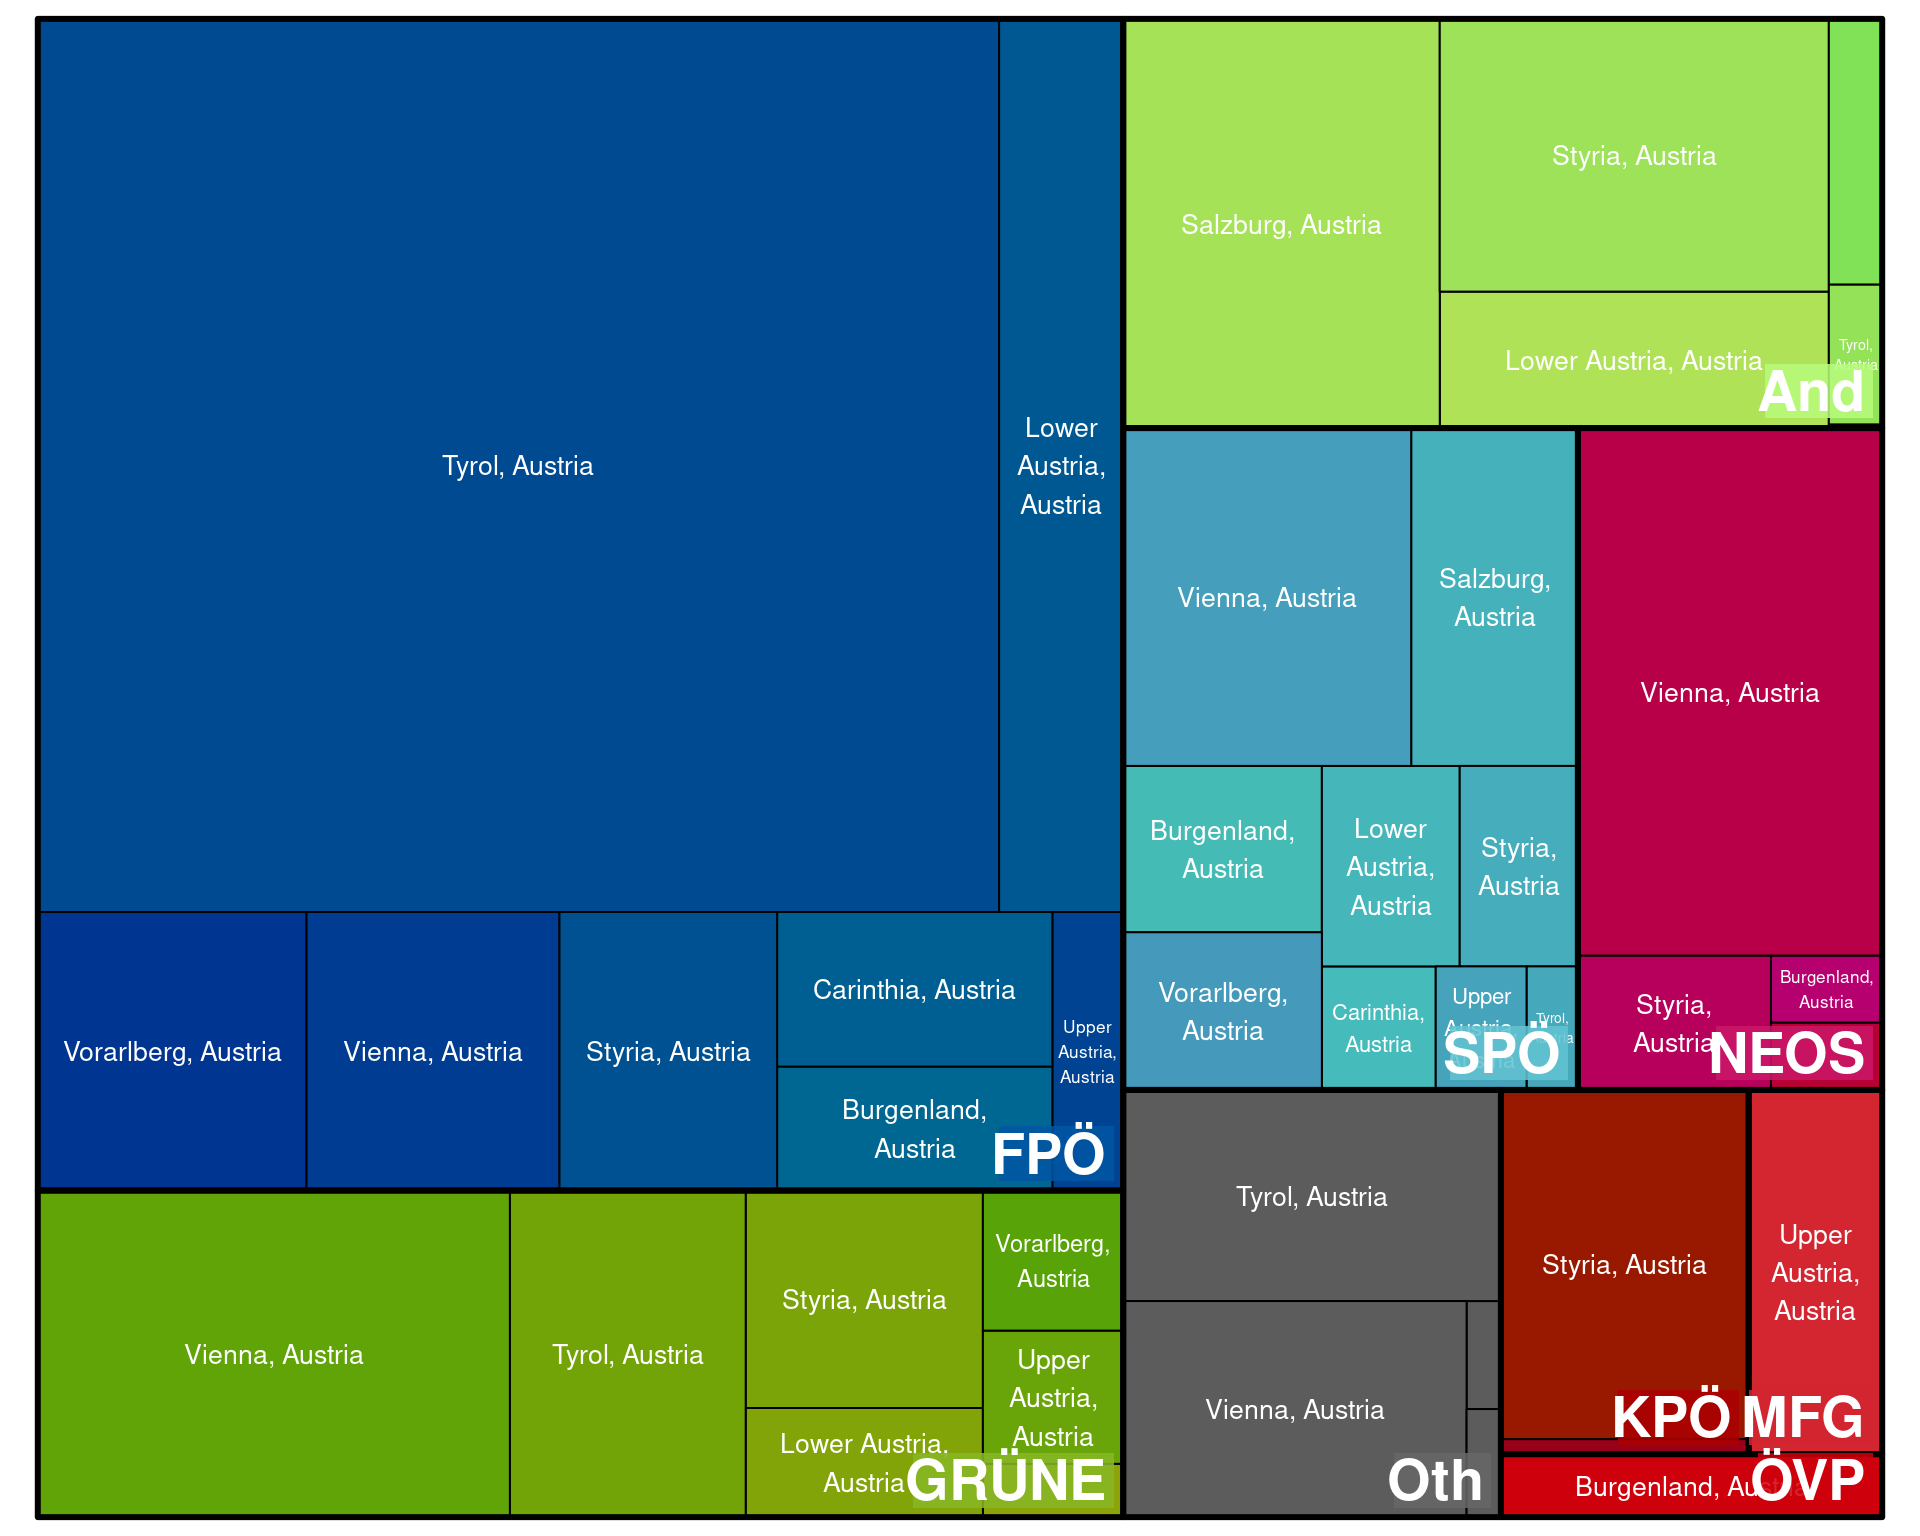 Tyrol, Austria
Lower
Austria,
Austria
Vorarlberg, Austria
Vienna, Austria
Styria, Austria
Carinthia, Austria
Burgenland,
Austria
Upper
Austria,
Austria
FPÖ
Vienna, Austria
Tyrol, Austria
Styria, Austria
Lower Austria,
Austria
Vorarlberg,
Austria
Upper
Austria,
Austria
GRÜNE
Salzburg, Austria
Styria, Austria
Lower Austria, Austria
Tyrol,
Austria
And
Vienna, Austria
Salzburg,
Austria
Burgenland,
Austria
Lower
Austria,
Austria
Styria,
Austria
Vorarlberg,
Austria
Carinthia,
Austria
Upper
Austria,
Austria
Tyrol,
Austria
SPÖ
Vienna, Austria
Styria,
Austria
Burgenland,
Austria
NEOS
Tyrol, Austria
Vienna, Austria
Oth
Styria, Austria
KPÖ
Upper
Austria,
Austria
MFG
Burgenland, Austria
ÖVP